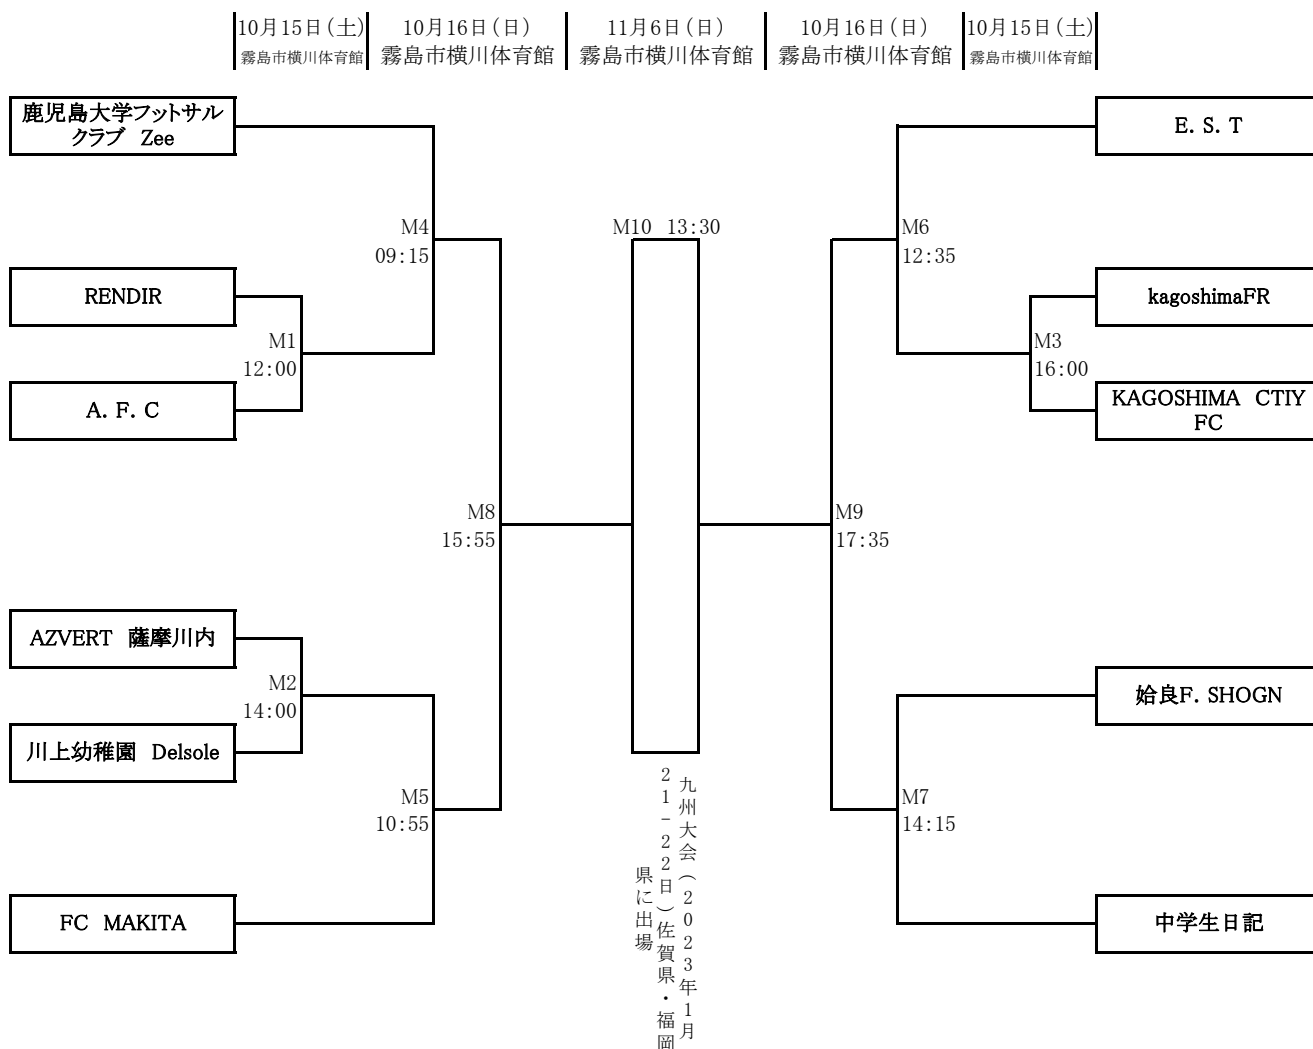 10月15日(土)
霧島市横川体育館
10月16日(日)
霧島市横川体育館
11月6日(日)
霧島市横川体育館
10月16日(日)
霧島市横川体育館
10月15日(土)
霧島市横川体育館
鹿児島大学フットサル
クラブ Zee
RENDIR
A.F.C
AZVERT 薩摩川内
川上幼稚園 Delsole
FC MAKITA
M1
12:00
M2
14:00
M4
09:15
M5
10:55
M8
15:55
M10 13:30
九州大会(2023年1月
21-22日)佐賀県・福岡
県に出場
M9
17:35
M6
12:35
M7
14:15
M3
16:00
E.S.T
kagoshimaFR
KAGOSHIMA CTIY
FC
姶良F.SHOGN
中学生日記